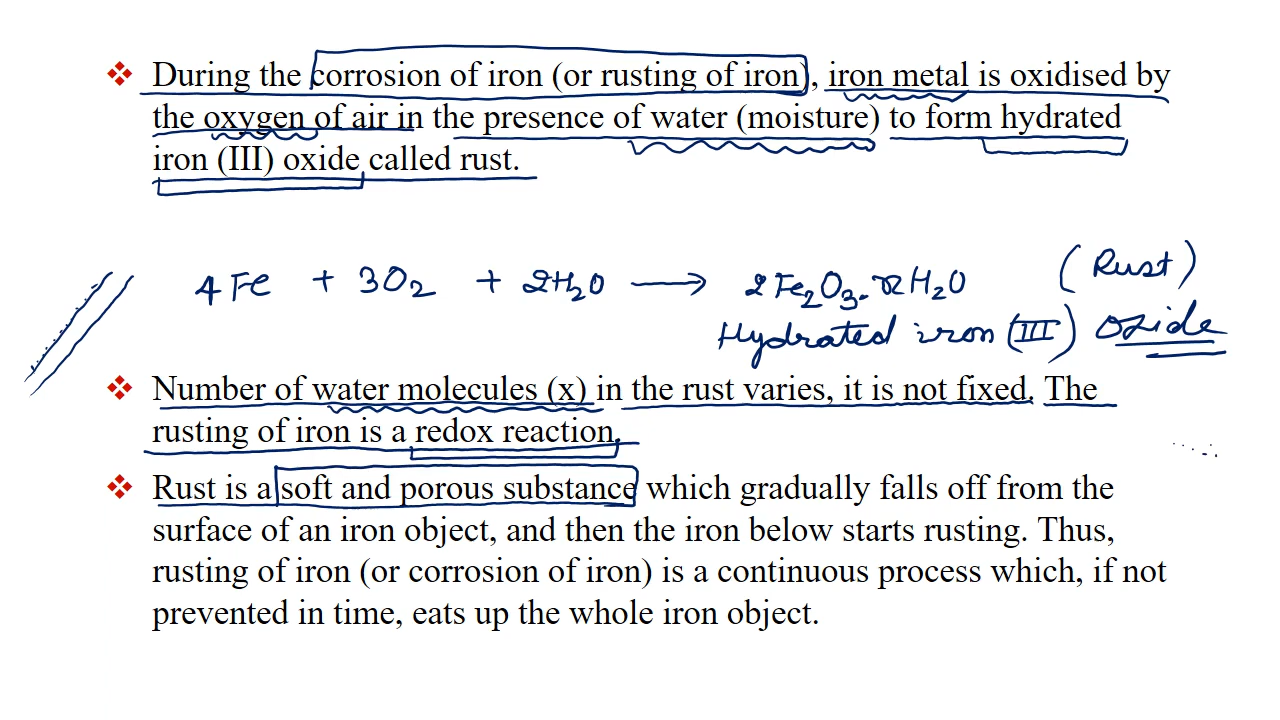 ❖ During the corrosion of iron (or rusting of iron), iron metal is oxidised by
the oxygen of air in the presence of water (moisture) to form hydrated
iron (III) oxide called rust.
4Fe + 3O₂ + 2H₂O → 2Fe₂O₃.xH₂O (Rust)
Hydrated iron (III) Oxide
❖ Number of water molecules (x) in the rust varies, it is not fixed. The
rusting of iron is a redox reaction.
❖ Rust is a soft and porous substance which gradually falls off from the
surface of an iron object, and then the iron below starts rusting. Thus,
rusting of iron (or corrosion of iron) is a continuous process which, if not
prevented in time, eats up the whole iron object.